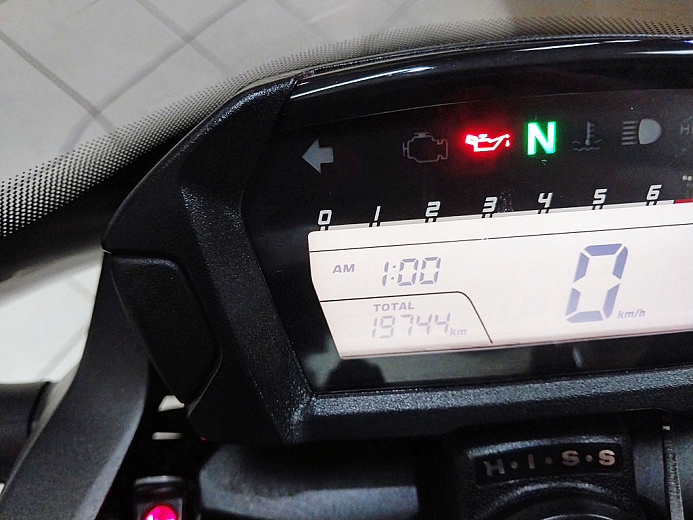 N
0 1 2 3 4 5 6
AM 1:00
0 km/h
TOTAL
19744 km
H·I·S·S